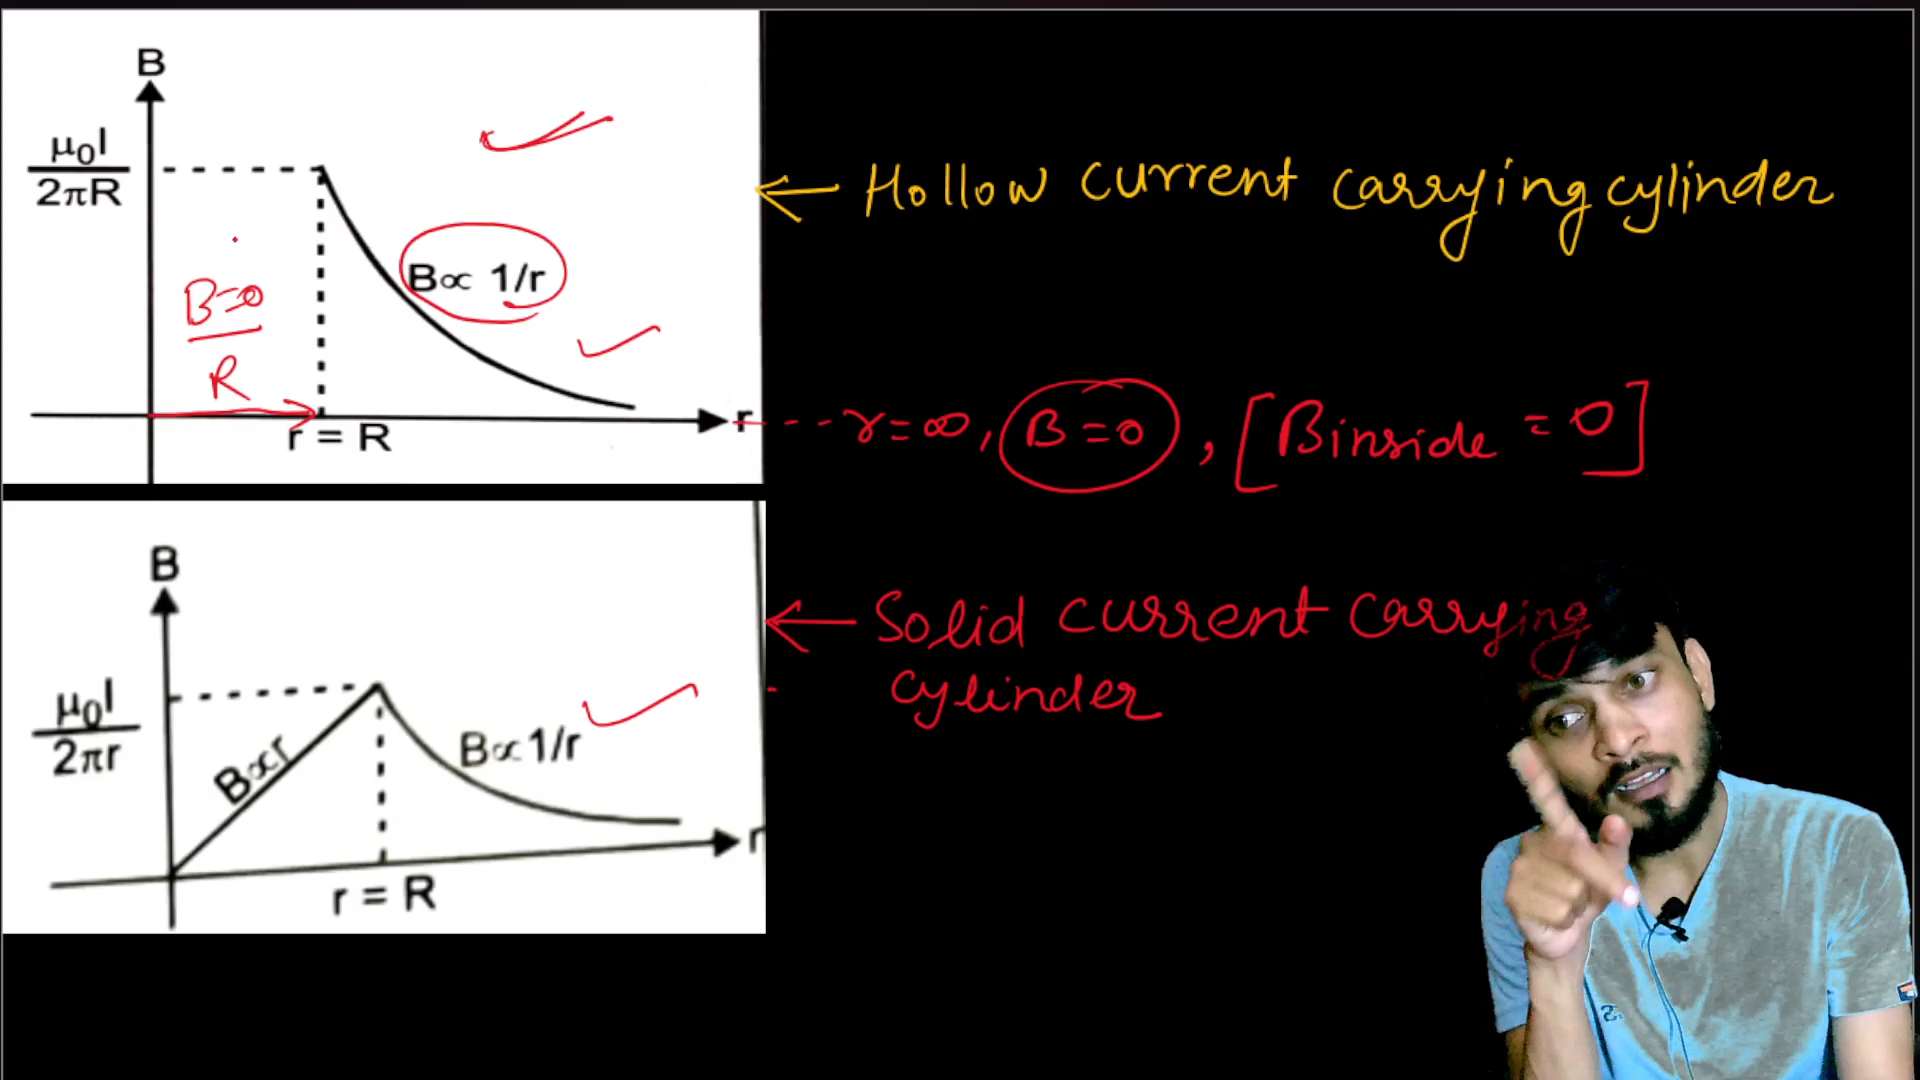 B
μ₀I
2πR
B∝ 1/r
B=0
R
r = R
r
← Hollow current carrying cylinder
r=∞, B=0, [Binside = 0]
B
μ₀I
2πr
B∝r
B∝1/r
r = R
r
← Solid current carrying
cylinder